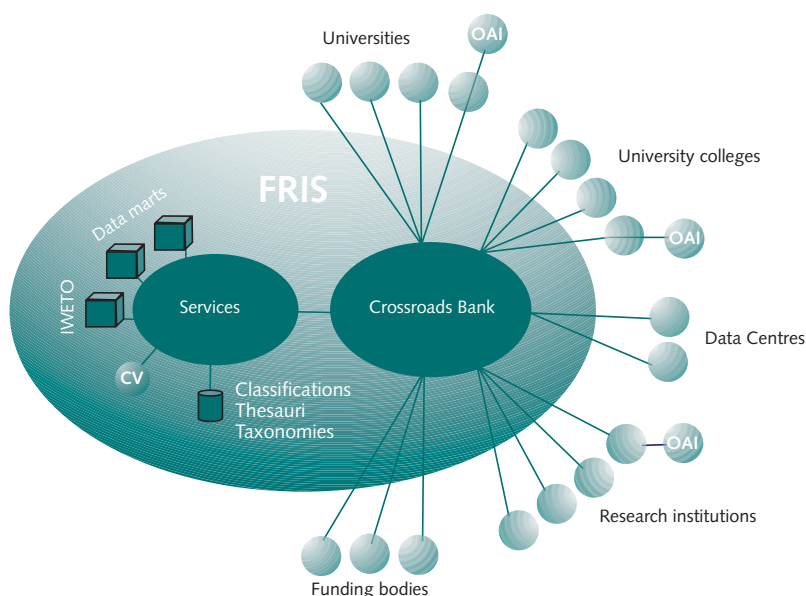 Universities
OAI
University colleges
FRIS
Data marts
OAI
IWETO
Services
Crossroads Bank
Data Centres
CV
Classifications
Thesauri
Taxonomies
OAI
Research institutions
Funding bodies